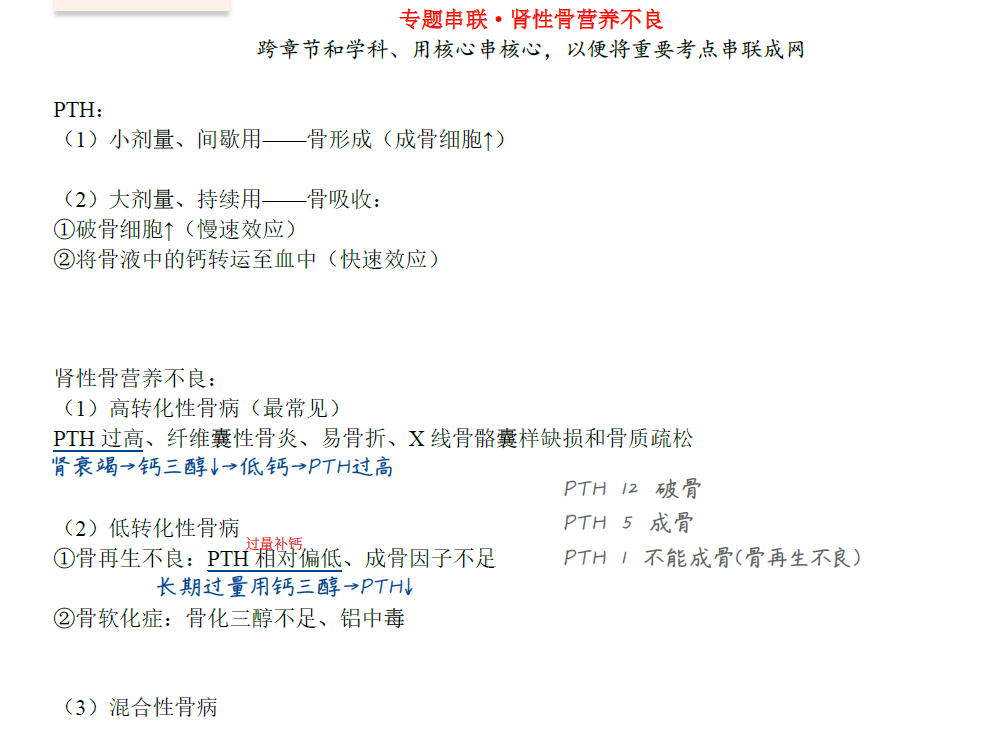 专题串联•肾性骨营养不良
跨章节和学科、用核心串核心，以便将重要考点串联成网
PTH：
（1）小剂量、间歇用——骨形成（成骨细胞↑）
（2）大剂量、持续用——骨吸收：
①破骨细胞↑（慢速效应）
②将骨液中的钙转运至血中（快速效应）
肾性骨营养不良：
（1）高转化性骨病（最常见）
PTH 过高、纤维囊性骨炎、易骨折、X 线骨骼囊样缺损和骨质疏松
肾衰竭→钙三醇↓→低钙→PTH过高
PTH 12 破骨
PTH 5 成骨
PTH 1 不能成骨(骨再生不良)
（2）低转化性骨病
过量补钙
①骨再生不良：PTH 相对偏低、成骨因子不足
长期过量用钙三醇→PTH↓
②骨软化症：骨化三醇不足、铝中毒
（3）混合性骨病